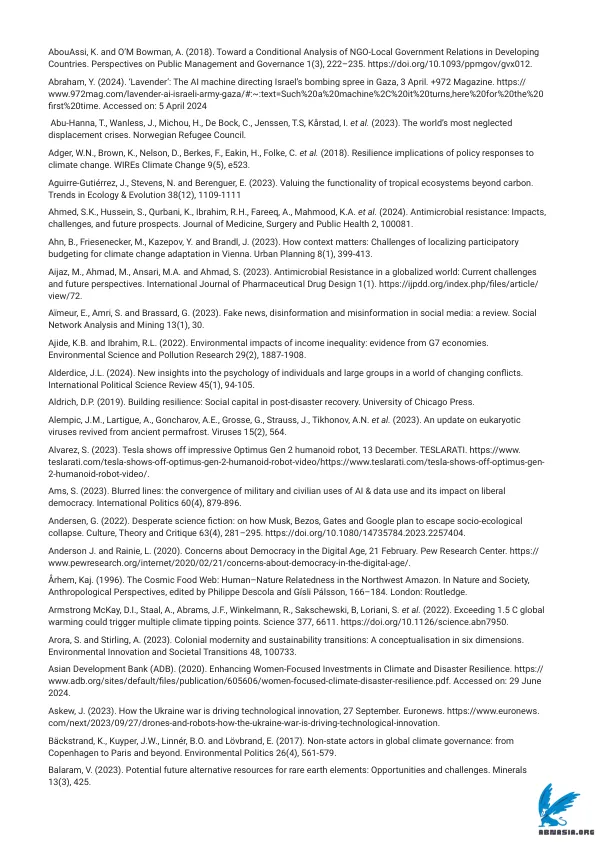 AbouAssi, K. and O’M Bowman, A. (2018). Toward a Conditional Analysis of NGO-Local Government Relations in Developing
Countries. Perspectives on Public Management and Governance 1(3), 222–235. https://doi.org/10.1093/ppmgov/gvx012.
Abraham, Y. (2024). ‘Lavender’: The AI machine directing Israel’s bombing spree in Gaza, 3 April. +972 Magazine. https://
www.972mag.com/lavender-ai-israeli-army-gaza/#:~:text=Such%20a%20machine%2C%20it%20turns,here%20for%20the%20
first%20time. Accessed on: 5 April 2024
Abu-Hanna, T., Wanless, J., Michou, H., De Bock, C., Jenssen, T.S, Kårstad, I. et al. (2023). The world’s most neglected
displacement crises. Norwegian Refugee Council.
Adger, W.N., Brown, K., Nelson, D., Berkes, F., Eakin, H., Folke, C. et al. (2018). Resilience implications of policy responses to
climate change. WIREs Climate Change 9(5), e523.
Aguirre-Gutiérrez, J., Stevens, N. and Berenguer, E. (2023). Valuing the functionality of tropical ecosystems beyond carbon.
Trends in Ecology & Evolution 38(12), 1109-1111
Ahmed, S.K., Hussein, S., Qurbani, K., Ibrahim, R.H., Fareeq, A., Mahmood, K.A. et al. (2024). Antimicrobial resistance: Impacts,
challenges, and future prospects. Journal of Medicine, Surgery and Public Health 2, 100081.
Ahn, B., Friesenecker, M., Kazepov, Y. and Brandl, J. (2023). How context matters: Challenges of localizing participatory
budgeting for climate change adaptation in Vienna. Urban Planning 8(1), 399-413.
Aijaz, M., Ahmad, M., Ansari, M.A. and Ahmad, S. (2023). Antimicrobial Resistance in a globalized world: Current challenges
and future perspectives. International Journal of Pharmaceutical Drug Design 1(1). https://ijpdd.org/index.php/files/article/
view/72.
Aïmeur, E., Amri, S. and Brassard, G. (2023). Fake news, disinformation and misinformation in social media: a review. Social
Network Analysis and Mining 13(1), 30.
Ajide, K.B. and Ibrahim, R.L. (2022). Environmental impacts of income inequality: evidence from G7 economies.
Environmental Science and Pollution Research 29(2), 1887-1908.
Alderdice, J.L. (2024). New insights into the psychology of individuals and large groups in a world of changing conflicts.
International Political Science Review 45(1), 94-105.
Aldrich, D.P. (2019). Building resilience: Social capital in post-disaster recovery. University of Chicago Press.
Alempic, J.M., Lartigue, A., Goncharov, A.E., Grosse, G., Strauss, J., Tikhonov, A.N. et al. (2023). An update on eukaryotic
viruses revived from ancient permafrost. Viruses 15(2), 564.
Alvarez, S. (2023). Tesla shows off impressive Optimus Gen 2 humanoid robot, 13 December. TESLARATI. https://www.
teslarati.com/tesla-shows-off-optimus-gen-2-humanoid-robot-video/https://www.teslarati.com/tesla-shows-off-optimus-gen-
2-humanoid-robot-video/.
Ams, S. (2023). Blurred lines: the convergence of military and civilian uses of AI & data use and its impact on liberal
democracy. International Politics 60(4), 879-896.
Andersen, G. (2022). Desperate science fiction: on how Musk, Bezos, Gates and Google plan to escape socio-ecological
collapse. Culture, Theory and Critique 63(4), 281–295. https://doi.org/10.1080/14735784.2023.2257404.
Anderson J. and Rainie, L. (2020). Concerns about Democracy in the Digital Age, 21 February. Pew Research Center. https://
www.pewresearch.org/internet/2020/02/21/concerns-about-democracy-in-the-digital-age/.
Århem, Kaj. (1996). The Cosmic Food Web: Human–Nature Relatedness in the Northwest Amazon. In Nature and Society,
Anthropological Perspectives, edited by Philippe Descola and Gísli Pálsson, 166–184. London: Routledge.
Armstrong McKay, D.I., Staal, A., Abrams, J.F., Winkelmann, R., Sakschewski, B, Loriani, S. et al. (2022). Exceeding 1.5 C global
warming could trigger multiple climate tipping points. Science 377, 6611. https://doi.org/10.1126/science.abn7950.
Arora, S. and Stirling, A. (2023). Colonial modernity and sustainability transitions: A conceptualisation in six dimensions.
Environmental Innovation and Societal Transitions 48, 100733.
Asian Development Bank (ADB). (2020). Enhancing Women-Focused Investments in Climate and Disaster Resilience. https://
www.adb.org/sites/default/files/publication/605606/women-focused-climate-disaster-resilience.pdf. Accessed on: 29 June
2024.
Askew, J. (2023). How the Ukraine war is driving technological innovation, 27 September. Euronews. https://www.euronews.
com/next/2023/09/27/drones-and-robots-how-the-ukraine-war-is-driving-technological-innovation.
Bäckstrand, K., Kuyper, J.W., Linnér, B.O. and Lövbrand, E. (2017). Non-state actors in global climate governance: from
Copenhagen to Paris and beyond. Environmental Politics 26(4), 561-579.
Balaram, V. (2023). Potential future alternative resources for rare earth elements: Opportunities and challenges. Minerals
13(3), 425.
ABNASIA.ORG